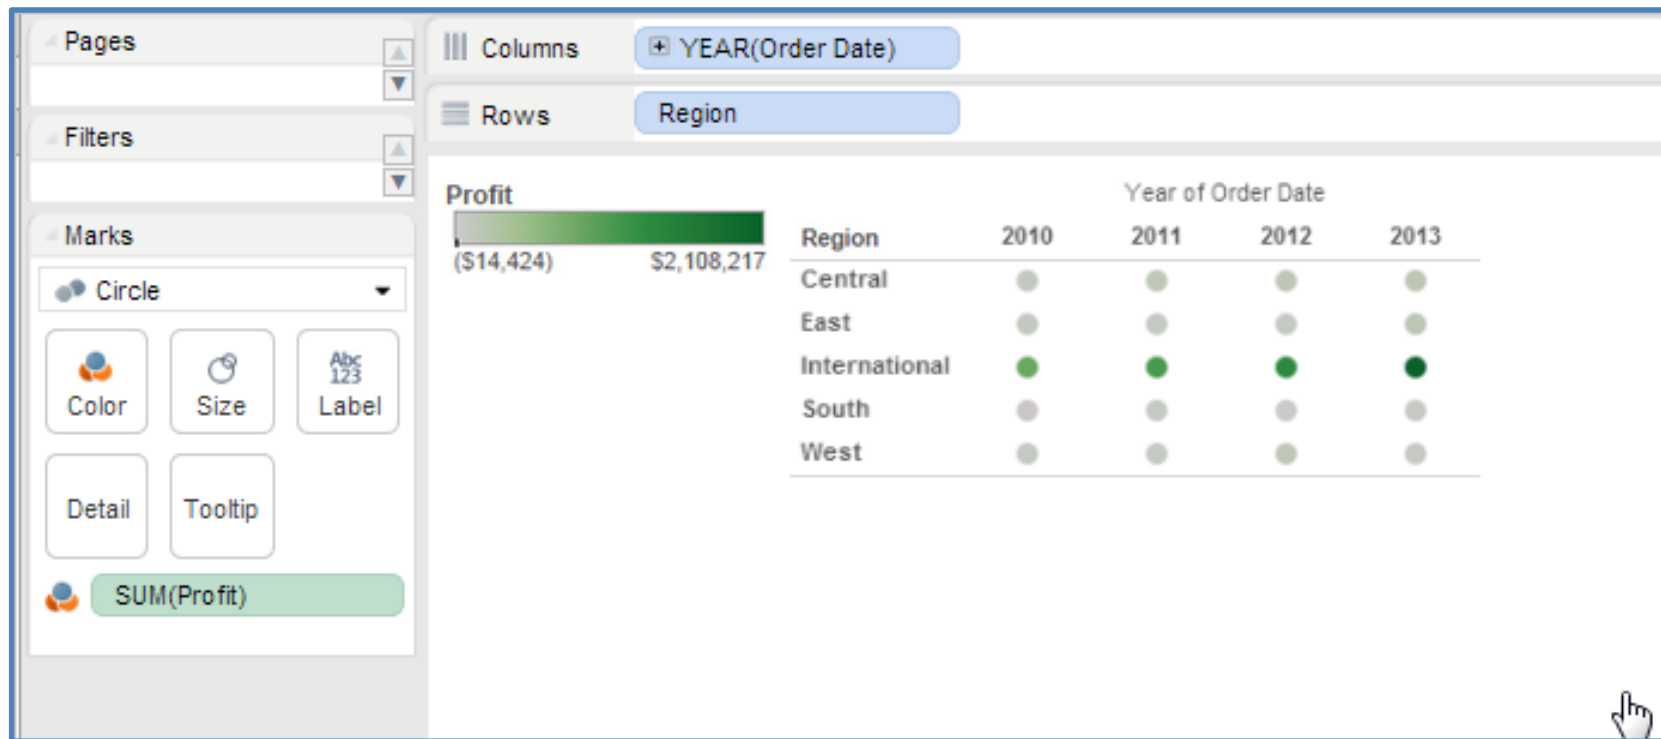 Pages
Filters
Marks
Circle
Color Size Abc 123 Label
Detail Tooltip
SUM(Profit)
Columns YEAR(Order Date)
Rows Region
Profit
($14,424) $2,108,217
Year of Order Date
Region 2010 2011 2012 2013
Central
East
International
South
West